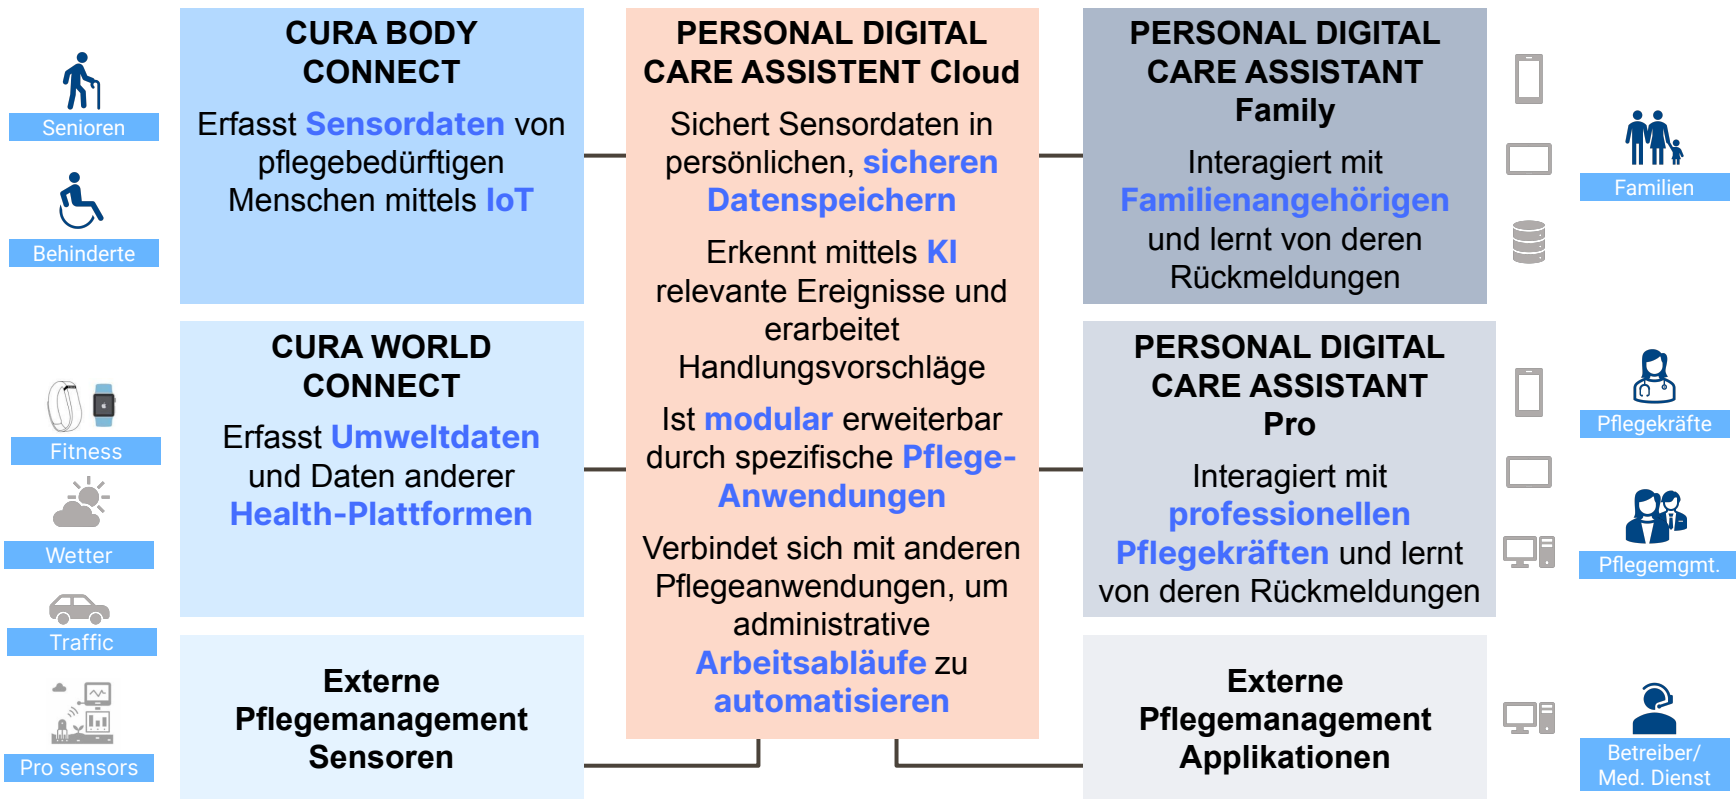 Senioren
Behinderte
Fitness
Wetter
Traffic
Pro sensors
CURA BODY
CONNECT
Erfasst Sensordaten von
pflegebedürftigen
Menschen mittels IoT
CURA WORLD
CONNECT
Erfasst Umweltdaten
und Daten anderer
Health-Plattformen
Externe
Pflegemanagement
Sensoren
PERSONAL DIGITAL
CARE ASSISTENT Cloud
Sichert Sensordaten in
persönlichen, sicheren
Datenspeichern
Erkennt mittels KI
relevante Ereignisse und
erarbeitet
Handlungsvorschläge
Ist modular erweiterbar
durch spezifische Pflege-
Anwendungen
Verbindet sich mit anderen
Pflegeanwendungen, um
administrative
Arbeitsabläufe zu
automatisieren
PERSONAL DIGITAL
CARE ASSISTANT
Family
Interagiert mit
Familienangehörigen
und lernt von deren
Rückmeldungen
PERSONAL DIGITAL
CARE ASSISTANT
Pro
Interagiert mit
professionellen
Pflegekräften und lernt
von deren Rückmeldungen
Externe
Pflegemanagement
Applikationen
Familien
Pflegekräfte
Pflegemgmt.
Betreiber/
Med. Dienst